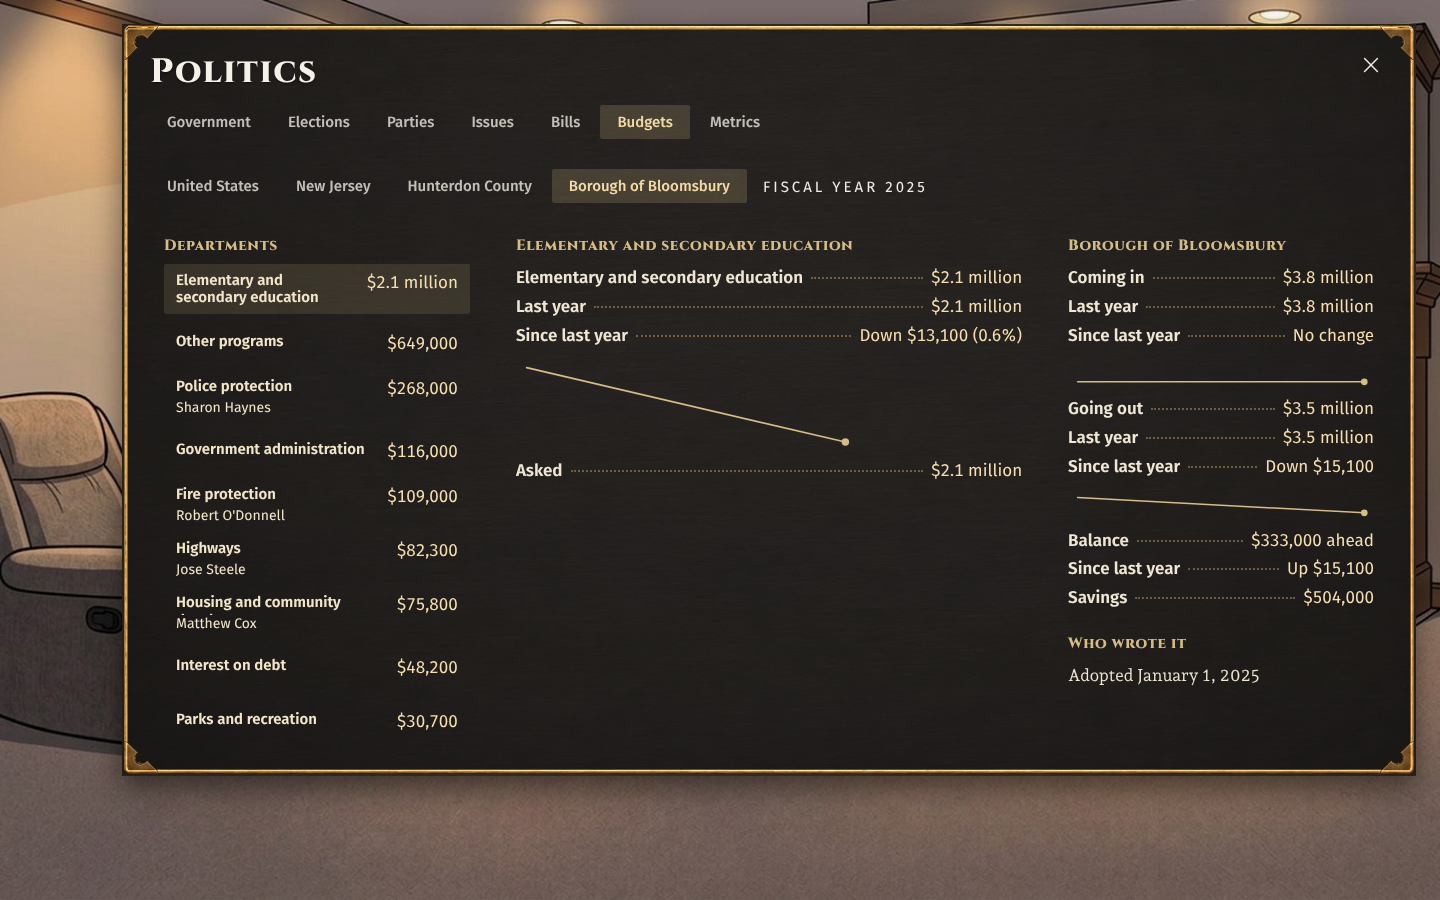 Politics
Government Elections Parties Issues Bills Budgets Metrics
United States New Jersey Hunterdon County Borough of Bloomsbury FISCAL YEAR 2025
Departments
Elementary and secondary education $2.1 million
Other programs $649,000
Police protection $268,000
Sharon Haynes
Government administration $116,000
Fire protection $109,000
Robert O'Donnell
Highways $82,300
Jose Steele
Housing and community $75,800
Matthew Cox
Interest on debt $48,200
Parks and recreation $30,700
Elementary and secondary education
Elementary and secondary education $2.1 million
Last year $2.1 million
Since last year Down $13,100 (0.6%)
Asked $2.1 million
Borough of Bloomsbury
Coming in $3.8 million
Last year $3.8 million
Since last year No change
Going out $3.5 million
Last year $3.5 million
Since last year Down $15,100
Balance $333,000 ahead
Since last year Up $15,100
Savings $504,000
Who wrote it
Adopted January 1, 2025